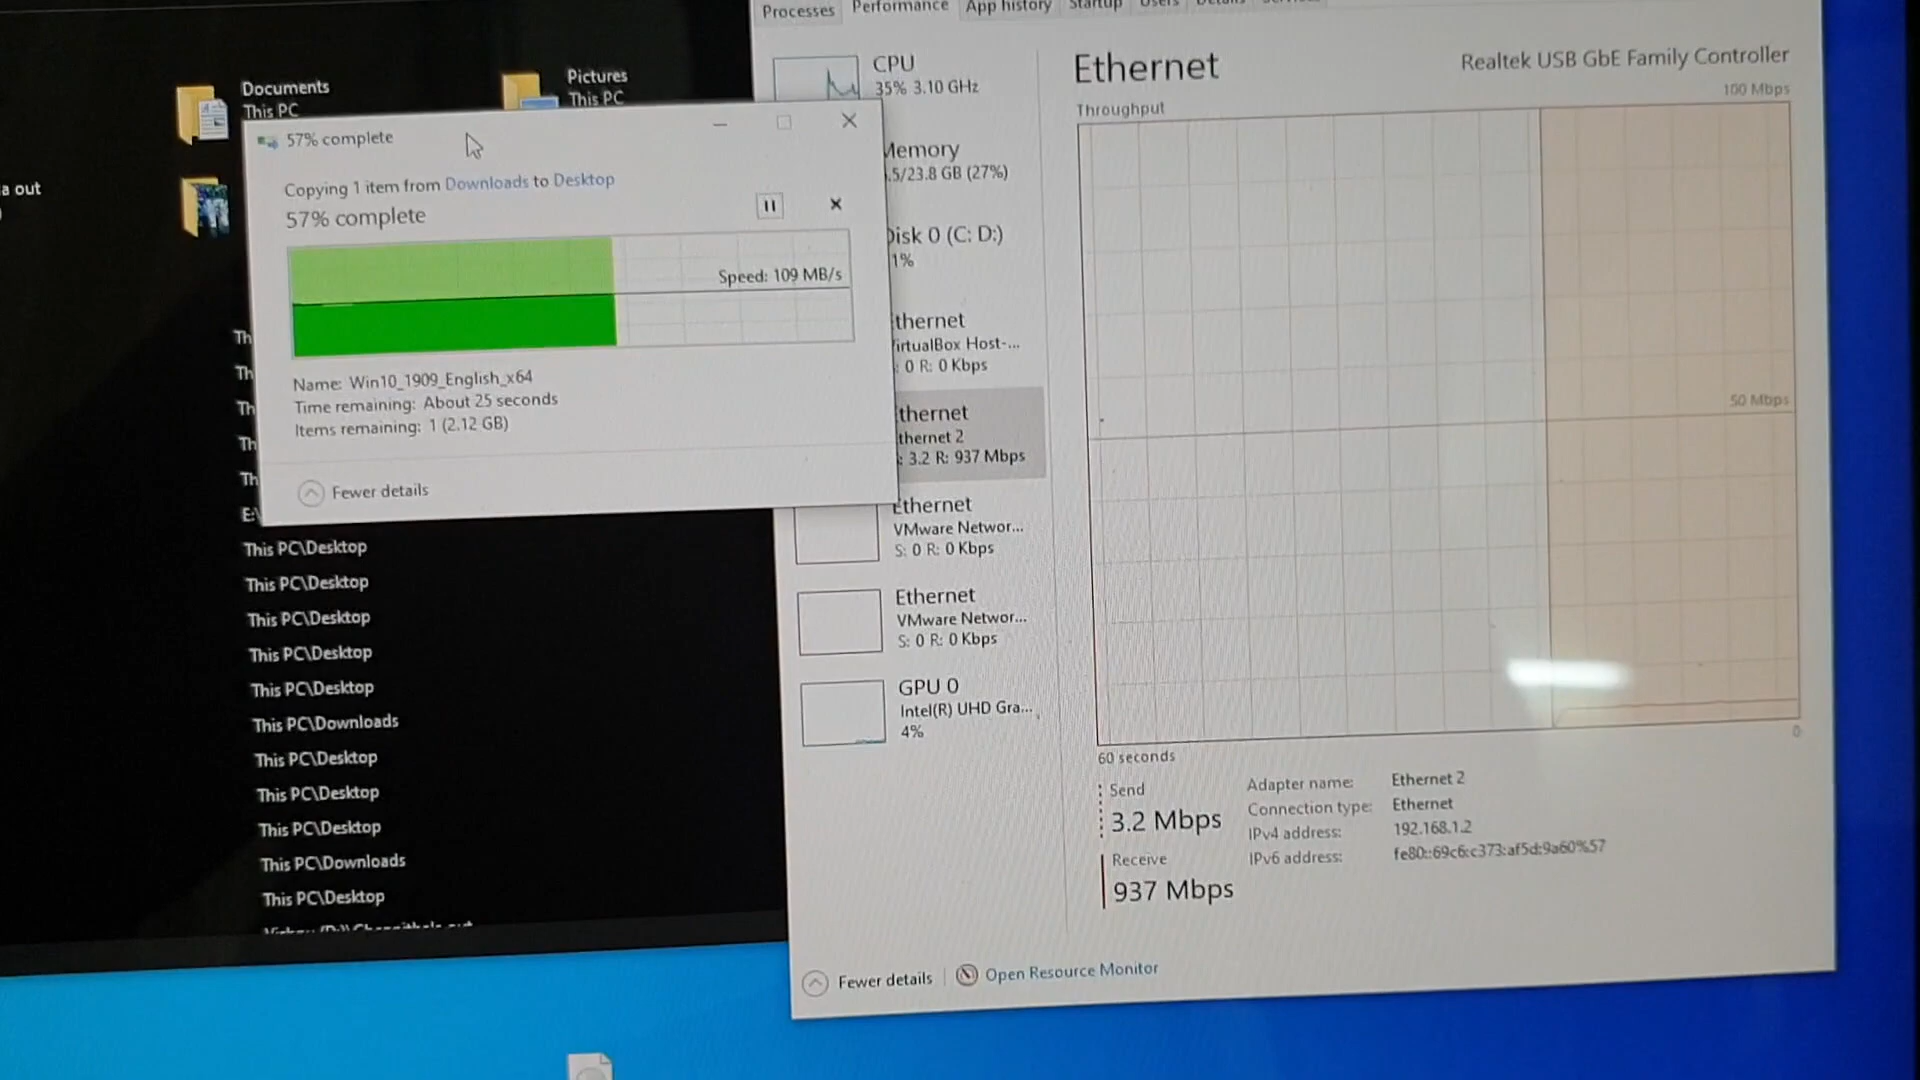 Processes Performance App history Startup Users Details
Documents
This PC
Pictures
This PC
a out
57% complete
Copying 1 item from Downloads to Desktop
57% complete
Speed: 109 MB/s
Name: Win10_1909_English_x64
Time remaining: About 25 seconds
Items remaining: 1 (2.12 GB)
Fewer details
Th
Th
Th
Th
Th
E:\
This PC\Desktop
This PC\Desktop
This PC\Desktop
This PC\Desktop
This PC\Desktop
This PC\Downloads
This PC\Desktop
This PC\Desktop
This PC\Desktop
This PC\Downloads
This PC\Desktop
CPU
35% 3.10 GHz
Memory
.5/23.8 GB (27%)
Disk 0 (C: D:)
1%
thernet
irtualBox Host-...
: 0 R: 0 Kbps
thernet
thernet 2
: 3.2 R: 937 Mbps
Ethernet
VMware Networ...
S: 0 R: 0 Kbps
Ethernet
VMware Networ...
S: 0 R: 0 Kbps
GPU 0
Intel(R) UHD Gra...
4%
Ethernet
Realtek USB GbE Family Controller
Throughput
100 Mbps
50 Mbps
60 seconds
0
Send
3.2 Mbps
Receive
937 Mbps
Adapter name: Ethernet 2
Connection type: Ethernet
IPv4 address: 192.168.1.2
IPv6 address: fe80::69c6:c373:af5d:9a60%57
Fewer details
Open Resource Monitor